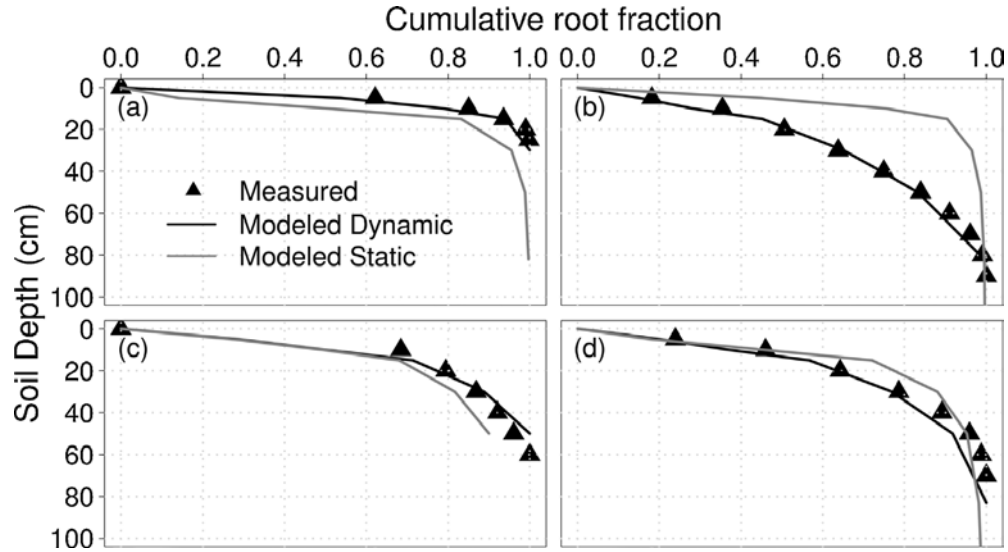 Cumulative root fraction
0.0 0.2 0.4 0.6 0.8 1.0 0.0 0.2 0.4 0.6 0.8 1.0
Soil Depth (cm)
0
20
40
60
80
100
(a)
Measured
Modeled Dynamic
Modeled Static
(b)
0
20
40
60
80
100
(c)
(d)